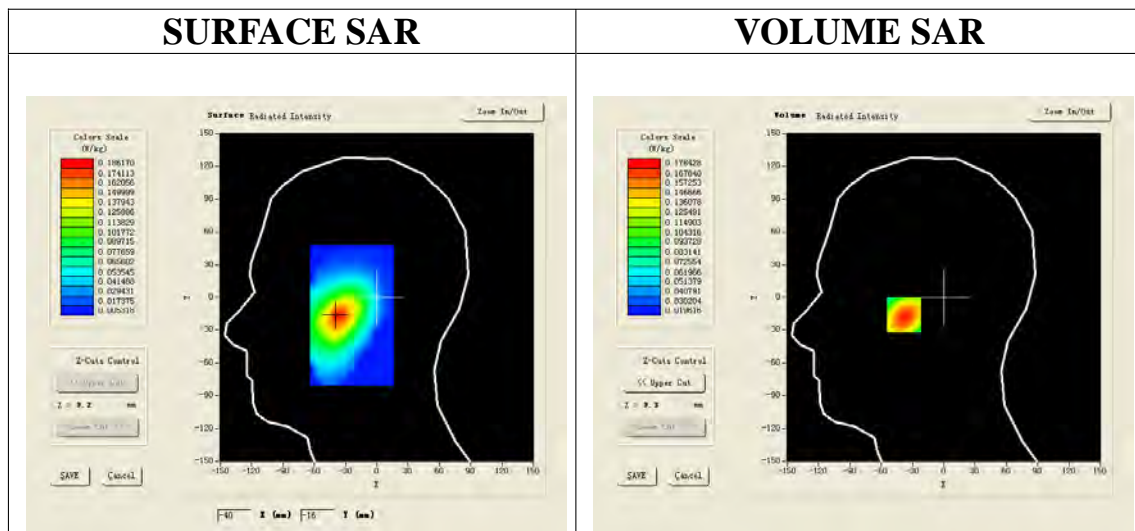 SURFACE SAR
VOLUME SAR
Surface Radiated Intensity
Zoom In/Out
Colors Scale
(W/kg)
0.186170
0.174113
0.162056
0.149999
0.137943
0.125886
0.113829
0.101772
0.089715
0.077659
0.065602
0.053545
0.041488
0.029431
0.017375
0.005318
150
120
90
60
30
0
-30
-60
-90
-120
-150
Y
-150 -120 -90 -60 -30 0 30 60 90 120 150
X
Z-Cuts Control
<< Upper Cut
mm
SAVE
Cancel
-40 X (mm) -16 Y (mm)
Volume Radiated Intensity
Zoom In/Out
Colors Scale
(W/kg)
0.178428
0.167840
0.157253
0.146666
0.136078
0.125491
0.114903
0.104316
0.093729
0.083141
0.072554
0.061966
0.051379
0.040791
0.030204
0.019616
150
120
90
60
30
0
-30
-60
-90
-120
-150
Y
-150 -120 -90 -60 -30 0 30 60 90 120 150
X
Z-Cuts Control
<< Upper Cut
mm
SAVE
Cancel